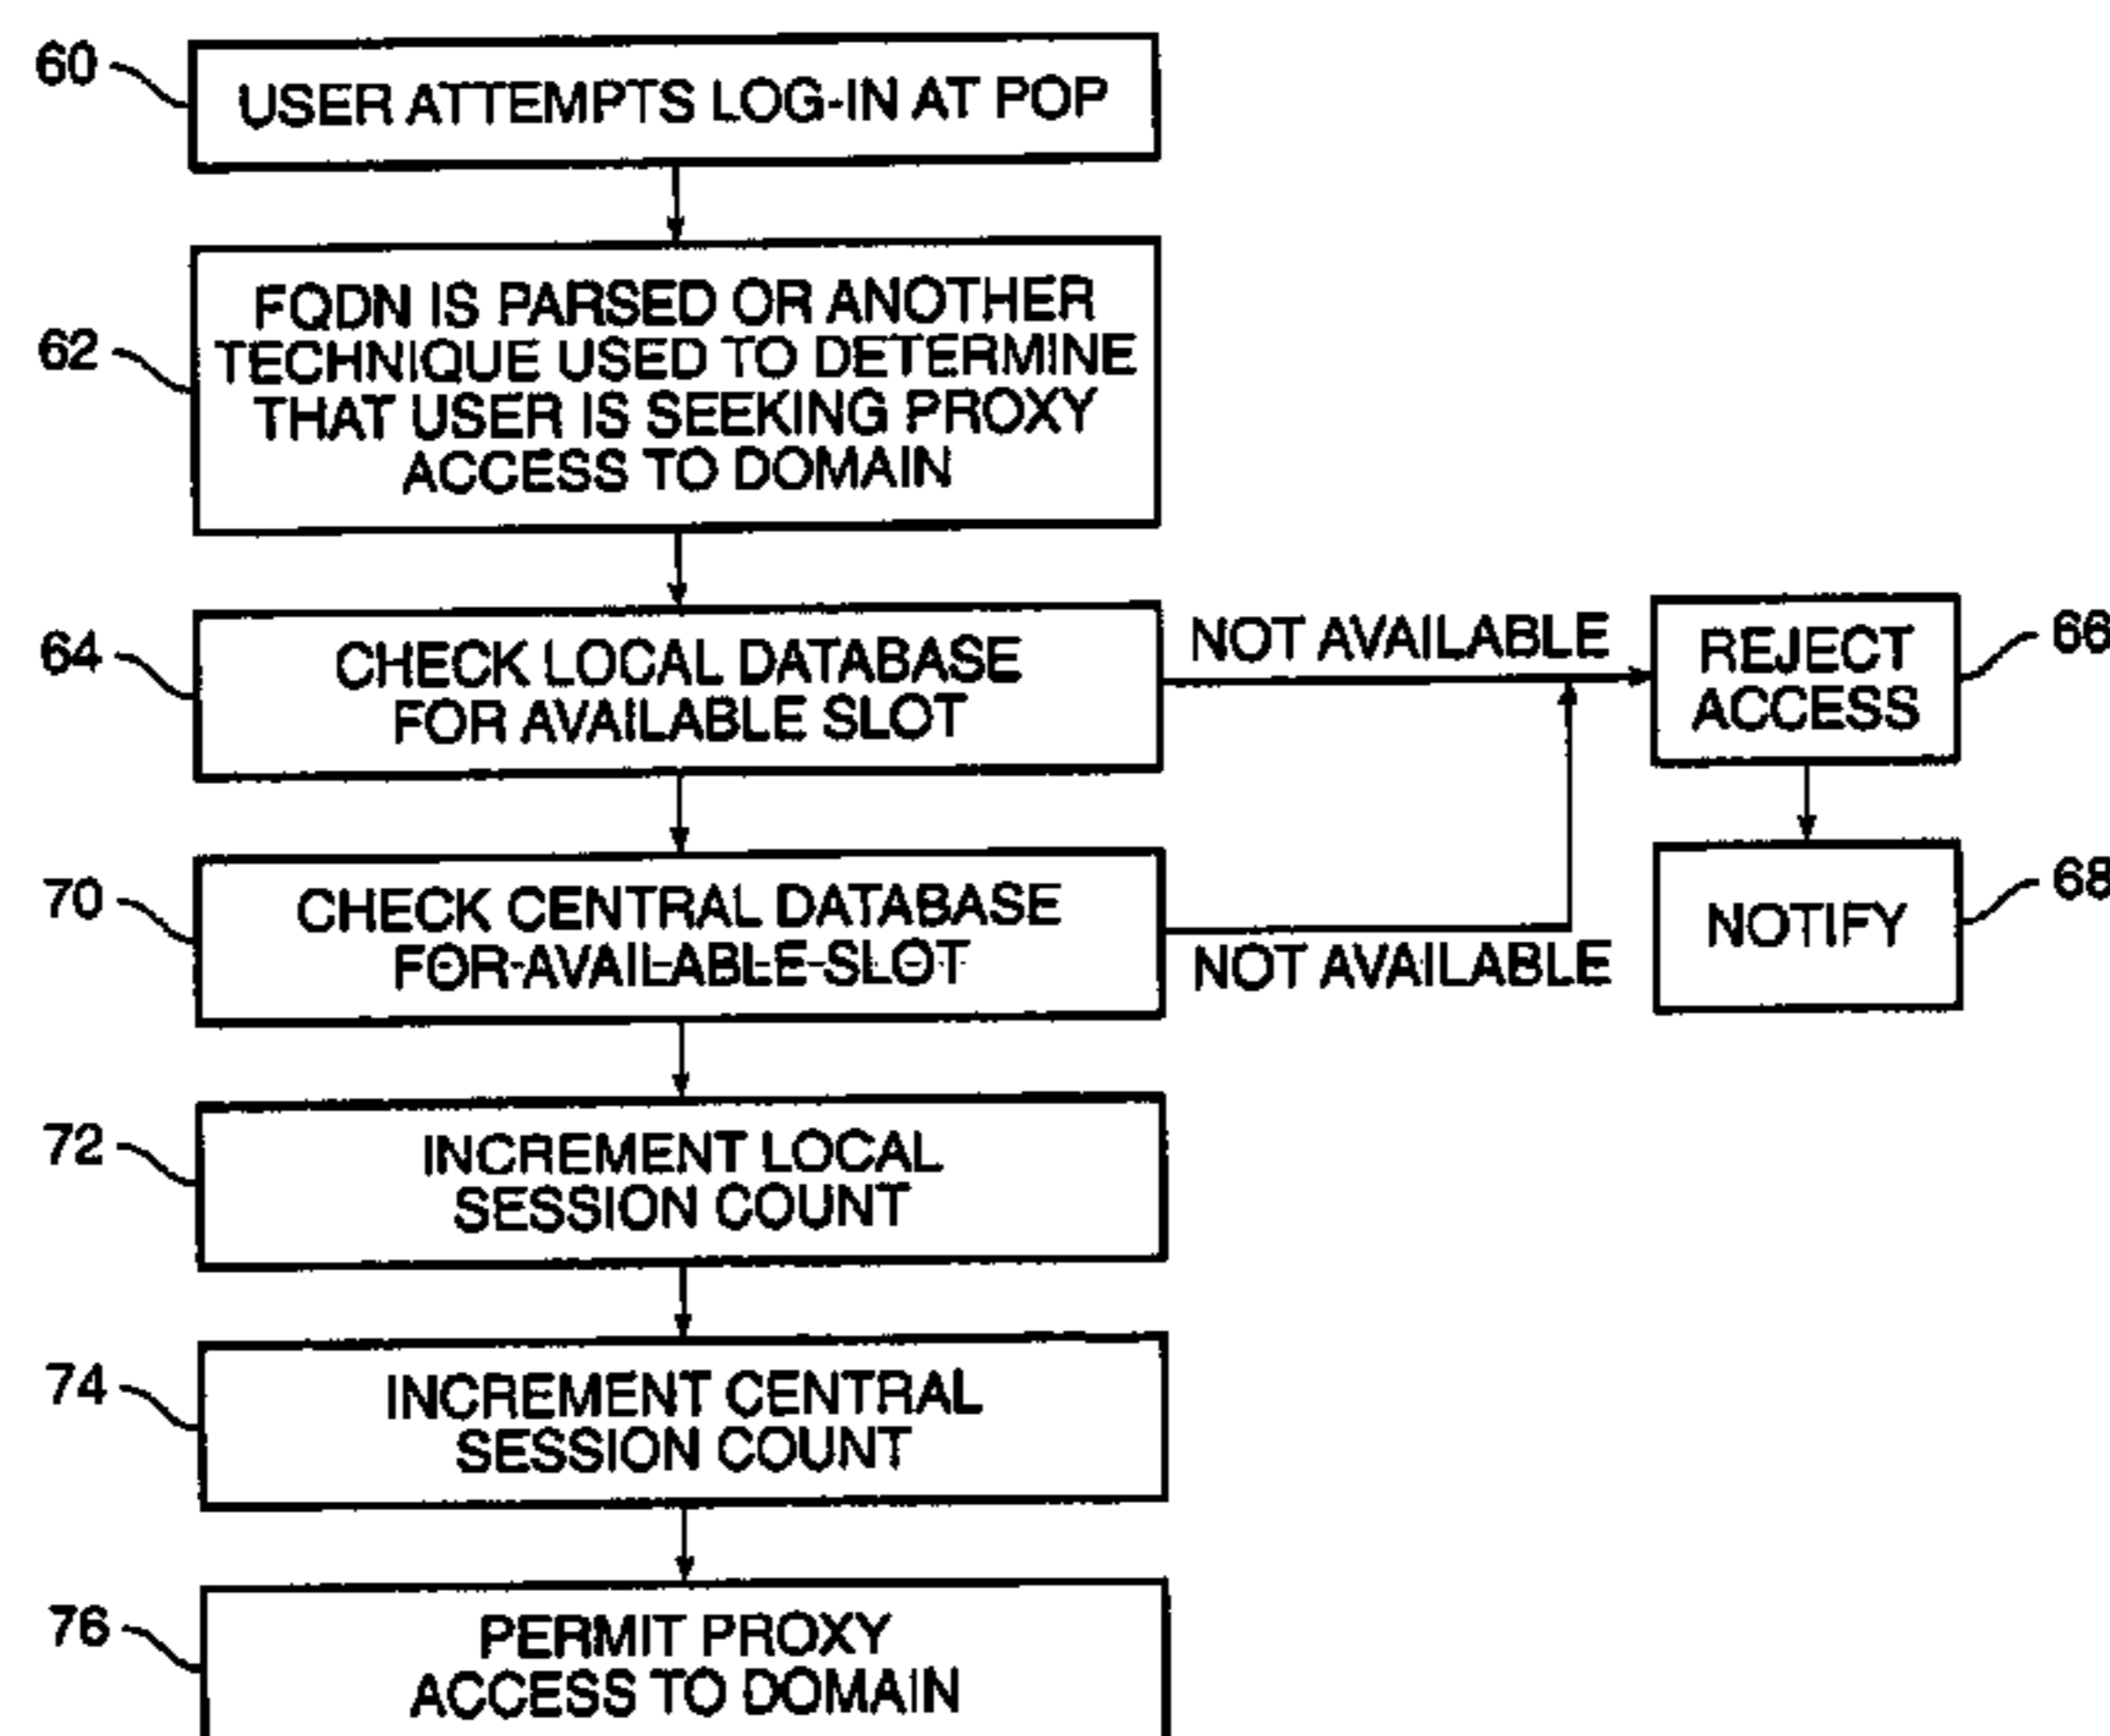 60
USER ATTEMPTS LOG-IN AT POP
62
FQDN IS PARSED OR ANOTHER
TECHNIQUE USED TO DETERMINE
THAT USER IS SEEKING PROXY
ACCESS TO DOMAIN
64
CHECK LOCAL DATABASE
FOR AVAILABLE SLOT
NOT AVAILABLE
REJECT
ACCESS
66
70
CHECK CENTRAL DATABASE
FOR AVAILABLE SLOT
NOT AVAILABLE
NOTIFY
68
72
INCREMENT LOCAL
SESSION COUNT
74
INCREMENT CENTRAL
SESSION COUNT
76
PERMIT PROXY
ACCESS TO DOMAIN